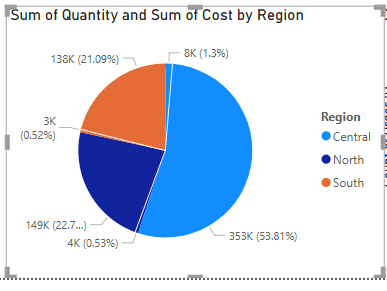 Sum of Quantity and Sum of Cost by Region
8K (1.3%)
138K (21.09%)
3K
(0.52%)
149K (22.7...)
4K (0.53%)
353K (53.81%)
Region
Central
North
South